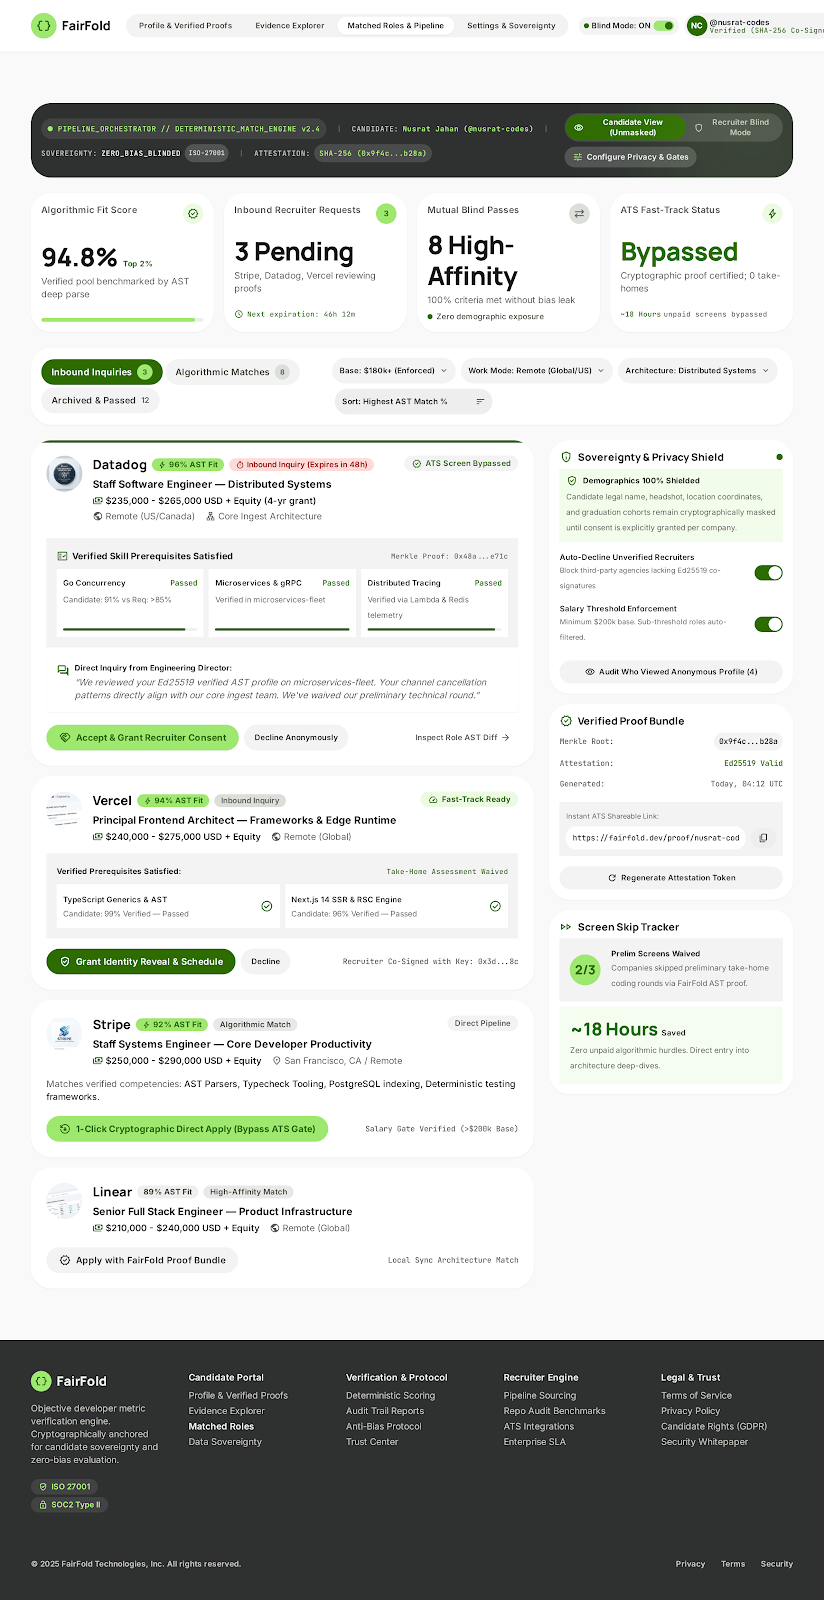 FairFold
Profile & Verified Proofs
Evidence Explorer
Matched Roles & Pipeline
Settings & Sovereignty
Blind Mode: ON
NC
@nusrat-codes
Verified (SHA-256 Co-Signe
PIPELINE_ORCHESTRATOR // DETERMINISTIC_MATCH_ENGINE v2.4 | CANDIDATE: Nusrat Jahan (@nusrat-codes) |
SOVEREIGNTY: ZERO_BIAS_BLINDED ISO-27001 | ATTESTATION: SHA-256 (0x9f4c...b28a)
Candidate View
(Unmasked)
Recruiter Blind
Mode
Configure Privacy & Gates
Algorithmic Fit Score
94.8% Top 2%
Verified pool benchmarked by AST
deep parse
Inbound Recruiter Requests
3
3 Pending
Stripe, Datadog, Vercel reviewing
proofs
Next expiration: 46h 12m
Mutual Blind Passes
8 High-
Affinity
100% criteria met without bias leak
Zero demographic exposure
ATS Fast-Track Status
Bypassed
Cryptographic proof certified; 0 take-
homes
~18 Hours unpaid screens bypassed
Inbound Inquiries 3
Algorithmic Matches 8
Archived & Passed 12
Base: $180k+ (Enforced)
Work Mode: Remote (Global/US)
Architecture: Distributed Systems
Sort: Highest AST Match %
Datadog
96% AST Fit
Inbound Inquiry (Expires in 48h)
ATS Screen Bypassed
Staff Software Engineer — Distributed Systems
$235,000 - $265,000 USD + Equity (4-yr grant)
Remote (US/Canada)
Core Ingest Architecture
Verified Skill Prerequisites Satisfied
Merkle Proof: 0x48a...e71c
Go Concurrency Passed
Candidate: 91% vs Req: >85%
Microservices & gRPC Passed
Verified in microservices-fleet
Distributed Tracing Passed
Verified via Lambda & Redis
telemetry
Direct Inquiry from Engineering Director:
"We reviewed your Ed25519 verified AST profile on microservices-fleet. Your channel cancellation
patterns directly align with our core ingest team. We've waived our preliminary technical round."
Accept & Grant Recruiter Consent
Decline Anonymously
Inspect Role AST Diff →
Vercel
94% AST Fit
Inbound Inquiry
Fast-Track Ready
Principal Frontend Architect — Frameworks & Edge Runtime
$240,000 - $275,000 USD + Equity
Remote (Global)
Verified Prerequisites Satisfied:
Take-Home Assessment Waived
TypeScript Generics & AST
Candidate: 99% Verified — Passed
Next.js 14 SSR & RSC Engine
Candidate: 96% Verified — Passed
Grant Identity Reveal & Schedule
Decline
Recruiter Co-Signed with Key: 0x3d...8c
Stripe
92% AST Fit
Algorithmic Match
Direct Pipeline
Staff Systems Engineer — Core Developer Productivity
$250,000 - $290,000 USD + Equity
San Francisco, CA / Remote
Matches verified competencies: AST Parsers, Typecheck Tooling, PostgreSQL indexing, Deterministic testing
frameworks.
1-Click Cryptographic Direct Apply (Bypass ATS Gate)
Salary Gate Verified (>$200k Base)
Linear
89% AST Fit
High-Affinity Match
Senior Full Stack Engineer — Product Infrastructure
$210,000 - $240,000 USD + Equity
Remote (Global)
Apply with FairFold Proof Bundle
Local Sync Architecture Match
Sovereignty & Privacy Shield
Demographics 100% Shielded
Candidate legal name, headshot, location coordinates,
and graduation cohorts remain cryptographically masked
until consent is explicitly granted per company.
Auto-Decline Unverified Recruiters
Block third-party agencies lacking Ed25519 co-
signatures
Salary Threshold Enforcement
Minimum $200k base. Sub-threshold roles auto-
filtered.
Audit Who Viewed Anonymous Profile (4)
Verified Proof Bundle
Merkle Root: 0x9f4c...b28a
Attestation: Ed25519 Valid
Generated: Today, 04:12 UTC
Instant ATS Shareable Link:
https://fairfold.dev/proof/nusrat-cod
Regenerate Attestation Token
Screen Skip Tracker
2/3
Prelim Screens Waived
Companies skipped preliminary take-home
coding rounds via FairFold AST proof.
~18 Hours Saved
Zero unpaid algorithmic hurdles. Direct entry into
architecture deep-dives.
FairFold
Objective developer metric
verification engine.
Cryptographically anchored
for candidate sovereignty and
zero-bias evaluation.
ISO 27001
SOC2 Type II
Candidate Portal
Profile & Verified Proofs
Evidence Explorer
Matched Roles
Data Sovereignty
Verification & Protocol
Deterministic Scoring
Audit Trail Reports
Anti-Bias Protocol
Trust Center
Recruiter Engine
Pipeline Sourcing
Repo Audit Benchmarks
ATS Integrations
Enterprise SLA
Legal & Trust
Terms of Service
Privacy Policy
Candidate Rights (GDPR)
Security Whitepaper
© 2025 FairFold Technologies, Inc. All rights reserved.
Privacy
Terms
Security